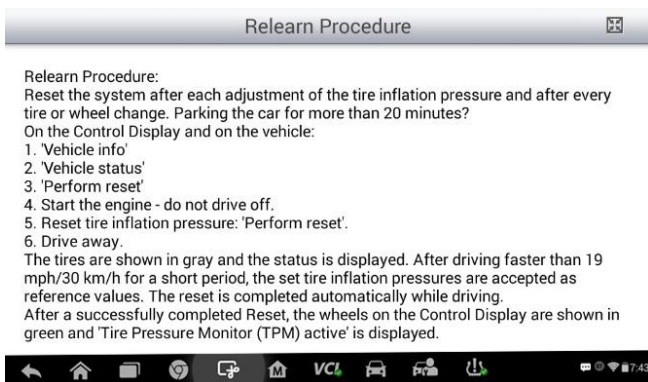 Relearn Procedure
Relearn Procedure:
Reset the system after each adjustment of the tire inflation pressure and after every
tire or wheel change. Parking the car for more than 20 minutes?
On the Control Display and on the vehicle:
1. 'Vehicle info'
2. 'Vehicle status'
3. 'Perform reset'
4. Start the engine - do not drive off.
5. Reset tire inflation pressure: 'Perform reset'.
6. Drive away.
The tires are shown in gray and the status is displayed. After driving faster than 19
mph/30 km/h for a short period, the set tire inflation pressures are accepted as
reference values. The reset is completed automatically while driving.
After a successfully completed Reset, the wheels on the Control Display are shown in
green and 'Tire Pressure Monitor (TPM) active' is displayed.
M VCI 7:43